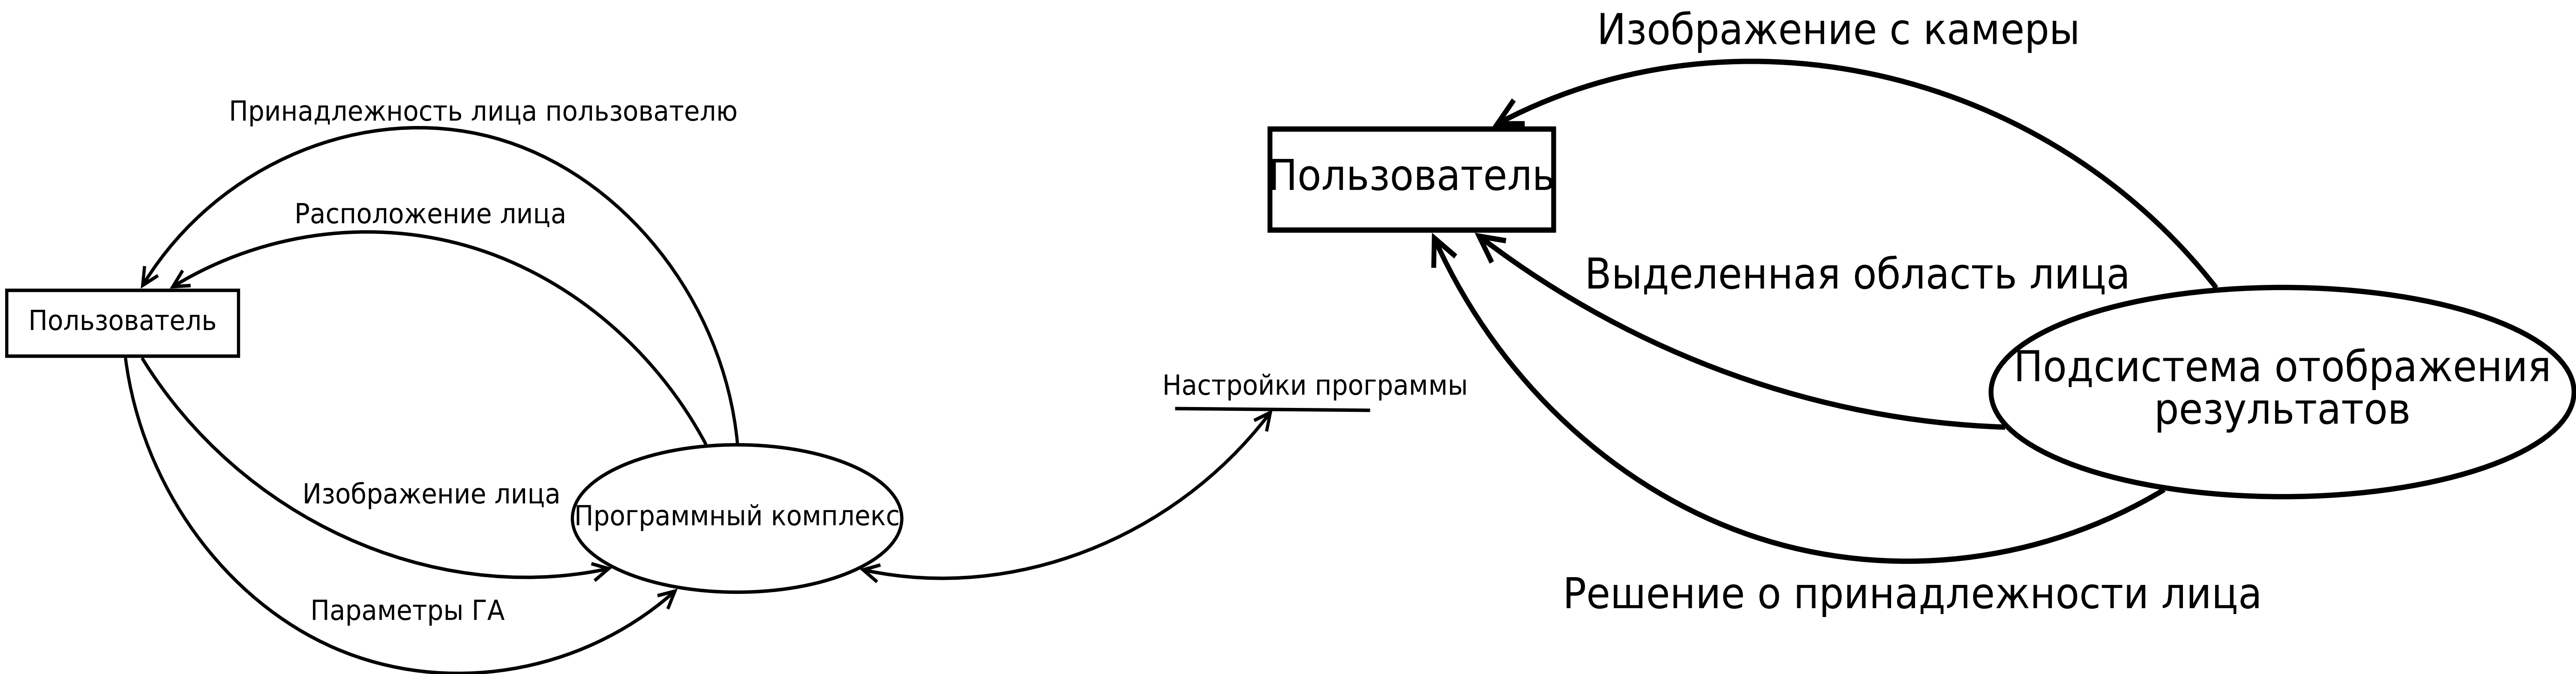 Принадлежность лица пользователю
Расположение лица
Пользователь
Изображение лица
Программный комплекс
Параметры ГА
Настройки программы
Изображение с камеры
Пользователь
Выделенная область лица
Подсистема отображения
результатов
Решение о принадлежности лица